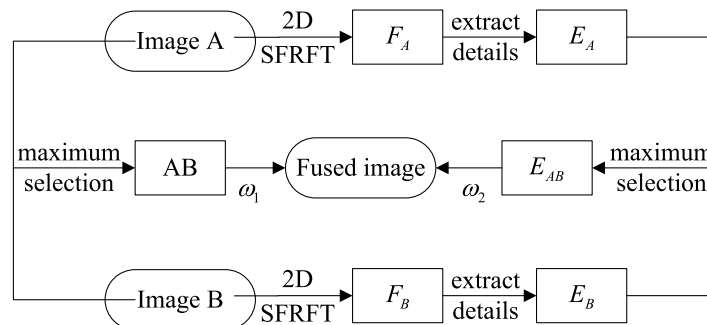 Image A
2D
SFRFT
F_A
extract
details
E_A
maximum
selection
AB
ω_1
Fused image
ω_2
E_AB
maximum
selection
Image B
2D
SFRFT
F_B
extract
details
E_B